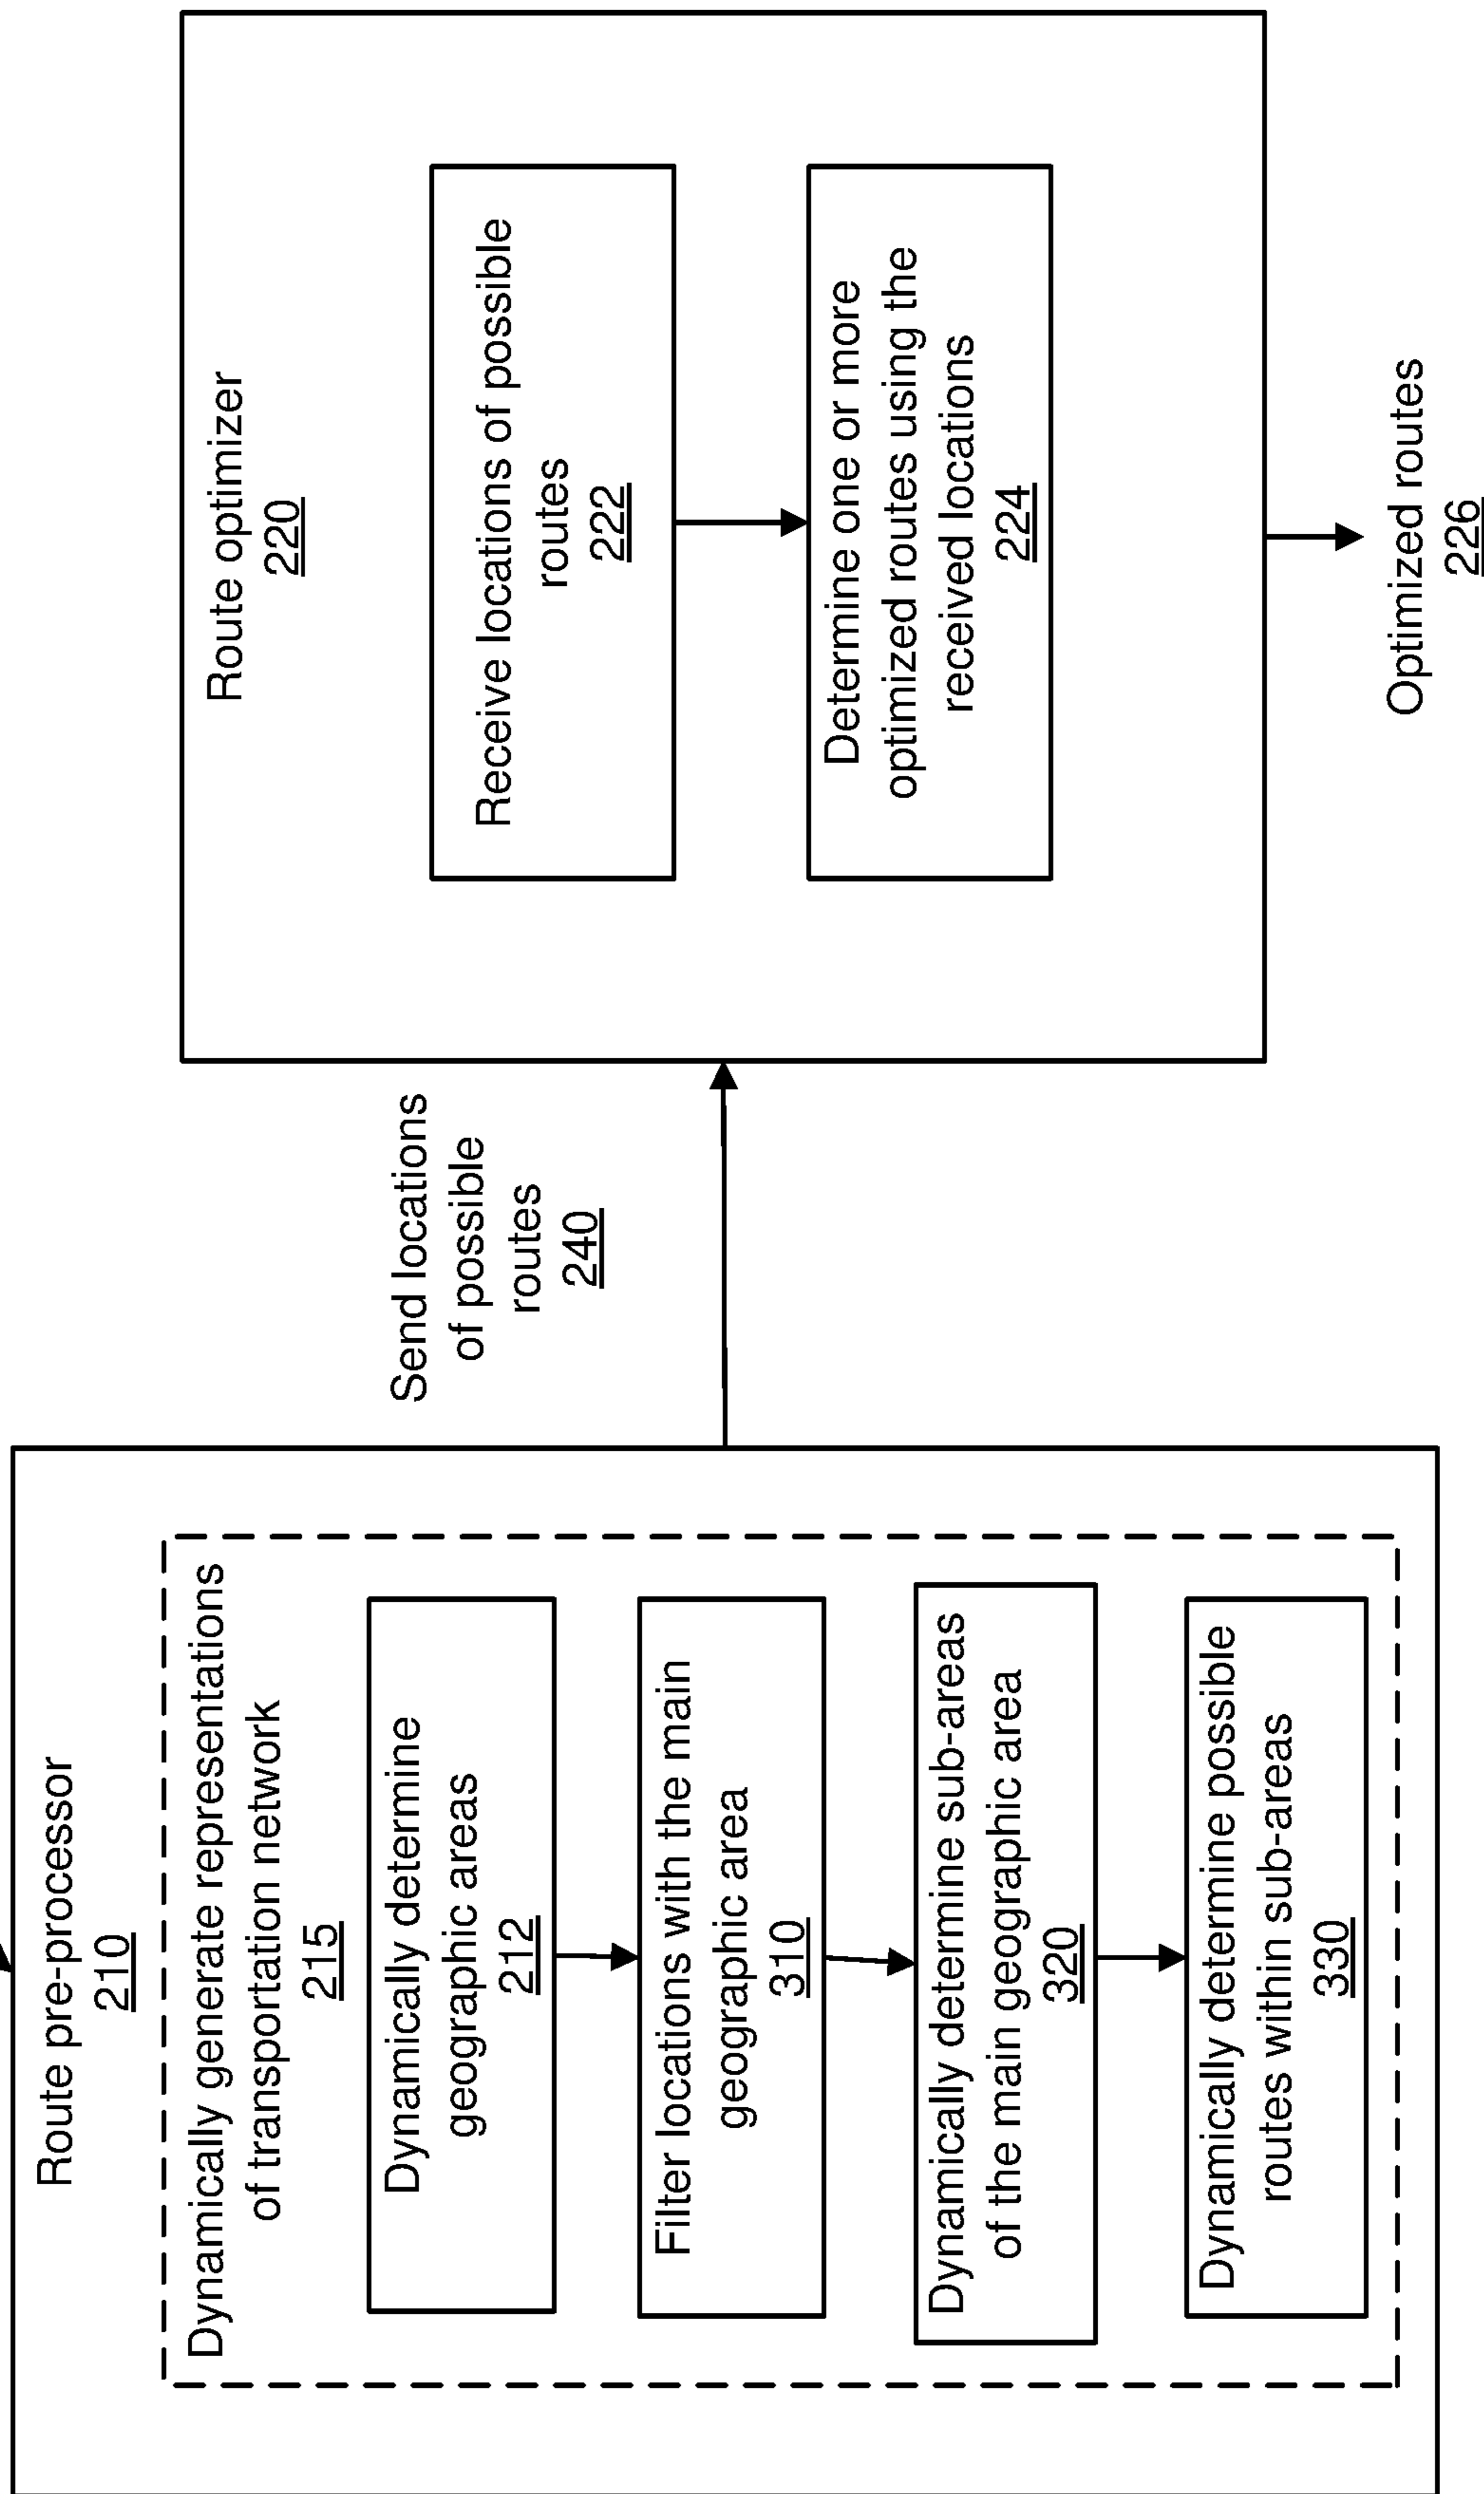 Route pre-processor
210
Dynamically generate representations
of transportation network
215
Dynamically determine
geographic areas
212
Filter locations with the main
geographic area
310
Dynamically determine sub-areas
of the main geographic area
320
Dynamically determine possible
routes within sub-areas
330
Send locations
of possible
routes
240
Route optimizer
220
Receive locations of possible
routes
222
Determine one or more
optimized routes using the
received locations
224
Optimized routes
226